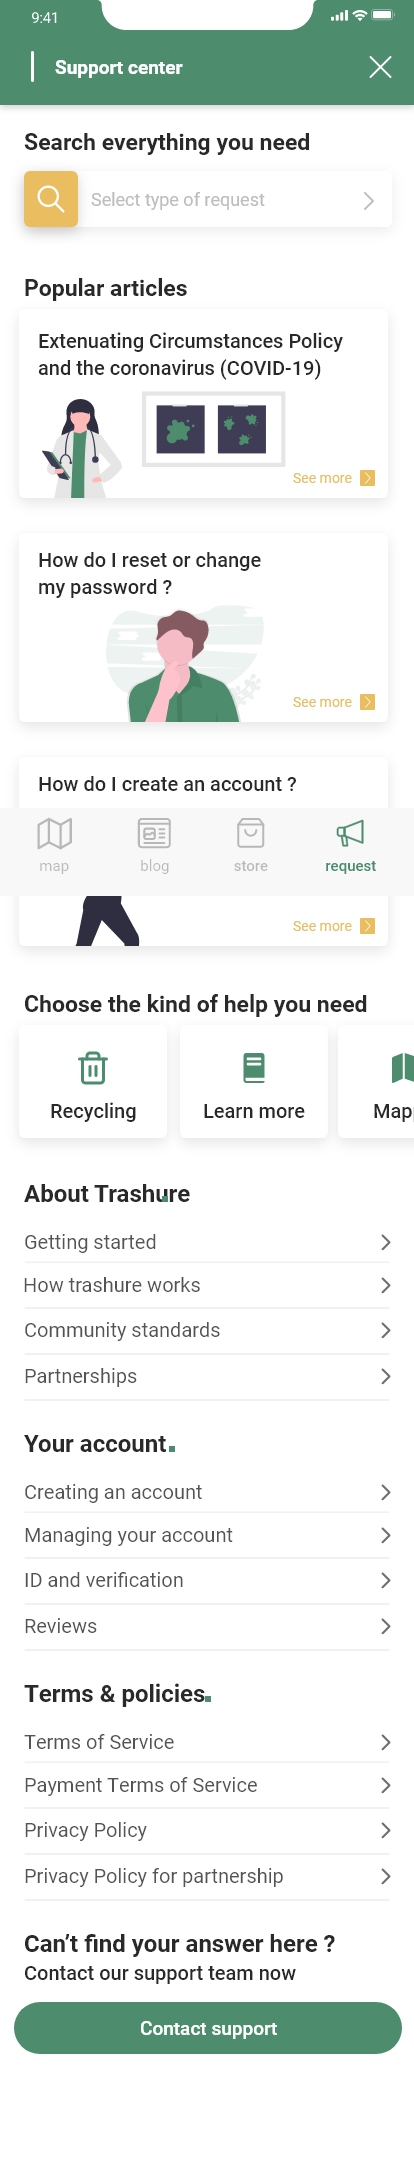 9:41
Support center
Search everything you need
Select type of request
Popular articles
Extenuating Circumstances Policy
and the coronavirus (COVID-19)
See more
How do I reset or change
my password ?
See more
How do I create an account ?
map
blog
store
request
See more
Choose the kind of help you need
Recycling
Learn more
Map
About Trashure
Getting started
How trashure works
Community standards
Partnerships
Your account
Creating an account
Managing your account
ID and verification
Reviews
Terms & policies
Terms of Service
Payment Terms of Service
Privacy Policy
Privacy Policy for partnership
Can’t find your answer here ?
Contact our support team now
Contact support